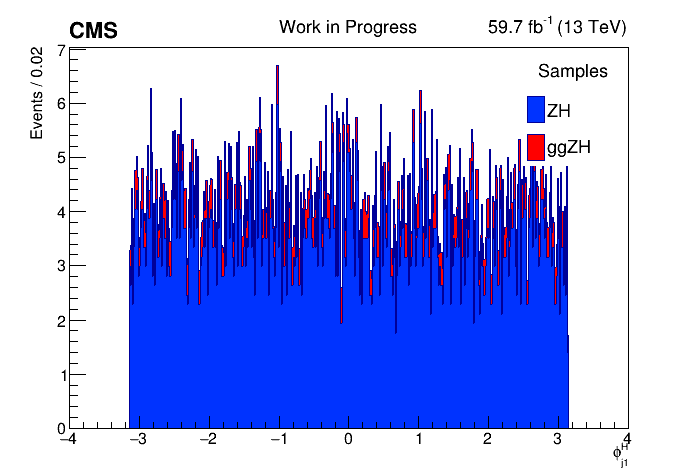 CMS Work in Progress 59.7 fb⁻¹ (13 TeV)
Events / 0.02
7
6
5
4
3
2
1
0
Samples
ZH
ggZH
−4 −3 −2 −1 0 1 2 3 4
ϕ^H_j1